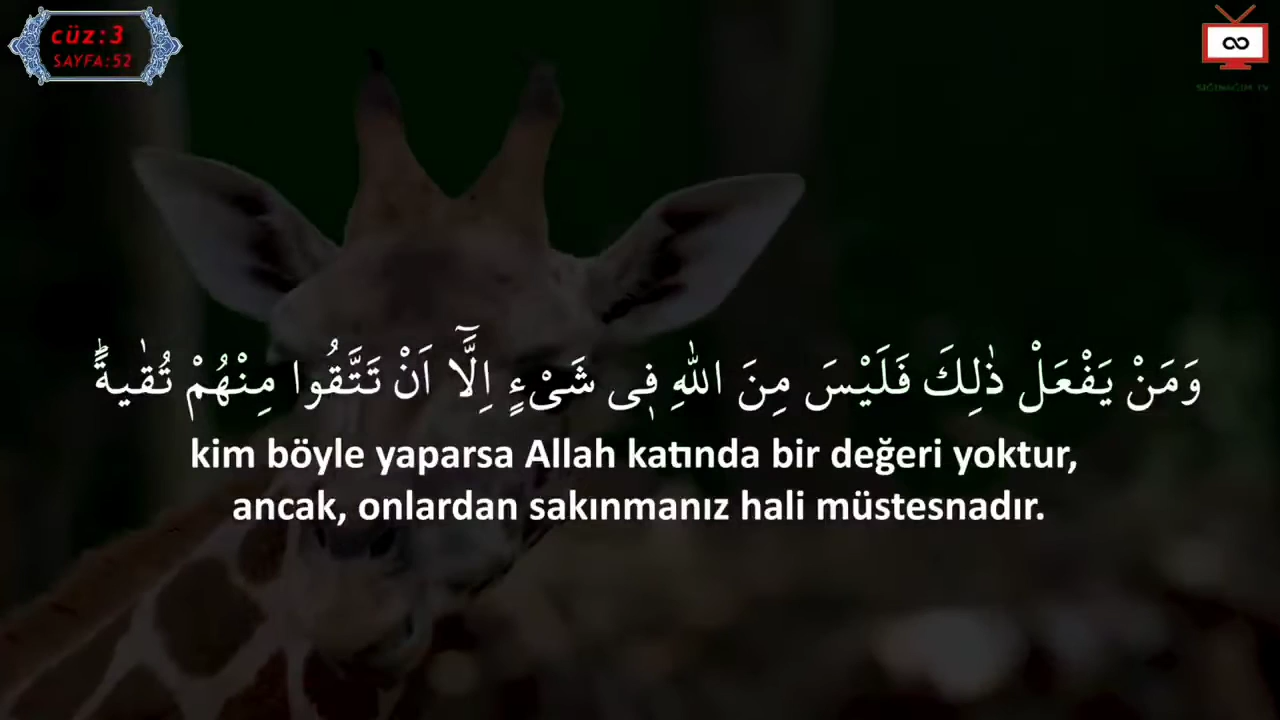 cüz:3
SAYFA:52
وَمَنْ يَفْعَلْ ذٰلِكَ فَلَيْسَ مِنَ اللّٰهِ فٖى شَىْءٍ اِلَّٓا اَنْ تَتَّقُوا مِنْهُمْ تُقٰيةًؕ
kim böyle yaparsa Allah katında bir değeri yoktur,
ancak, onlardan sakınmanız hali müstesnadır.